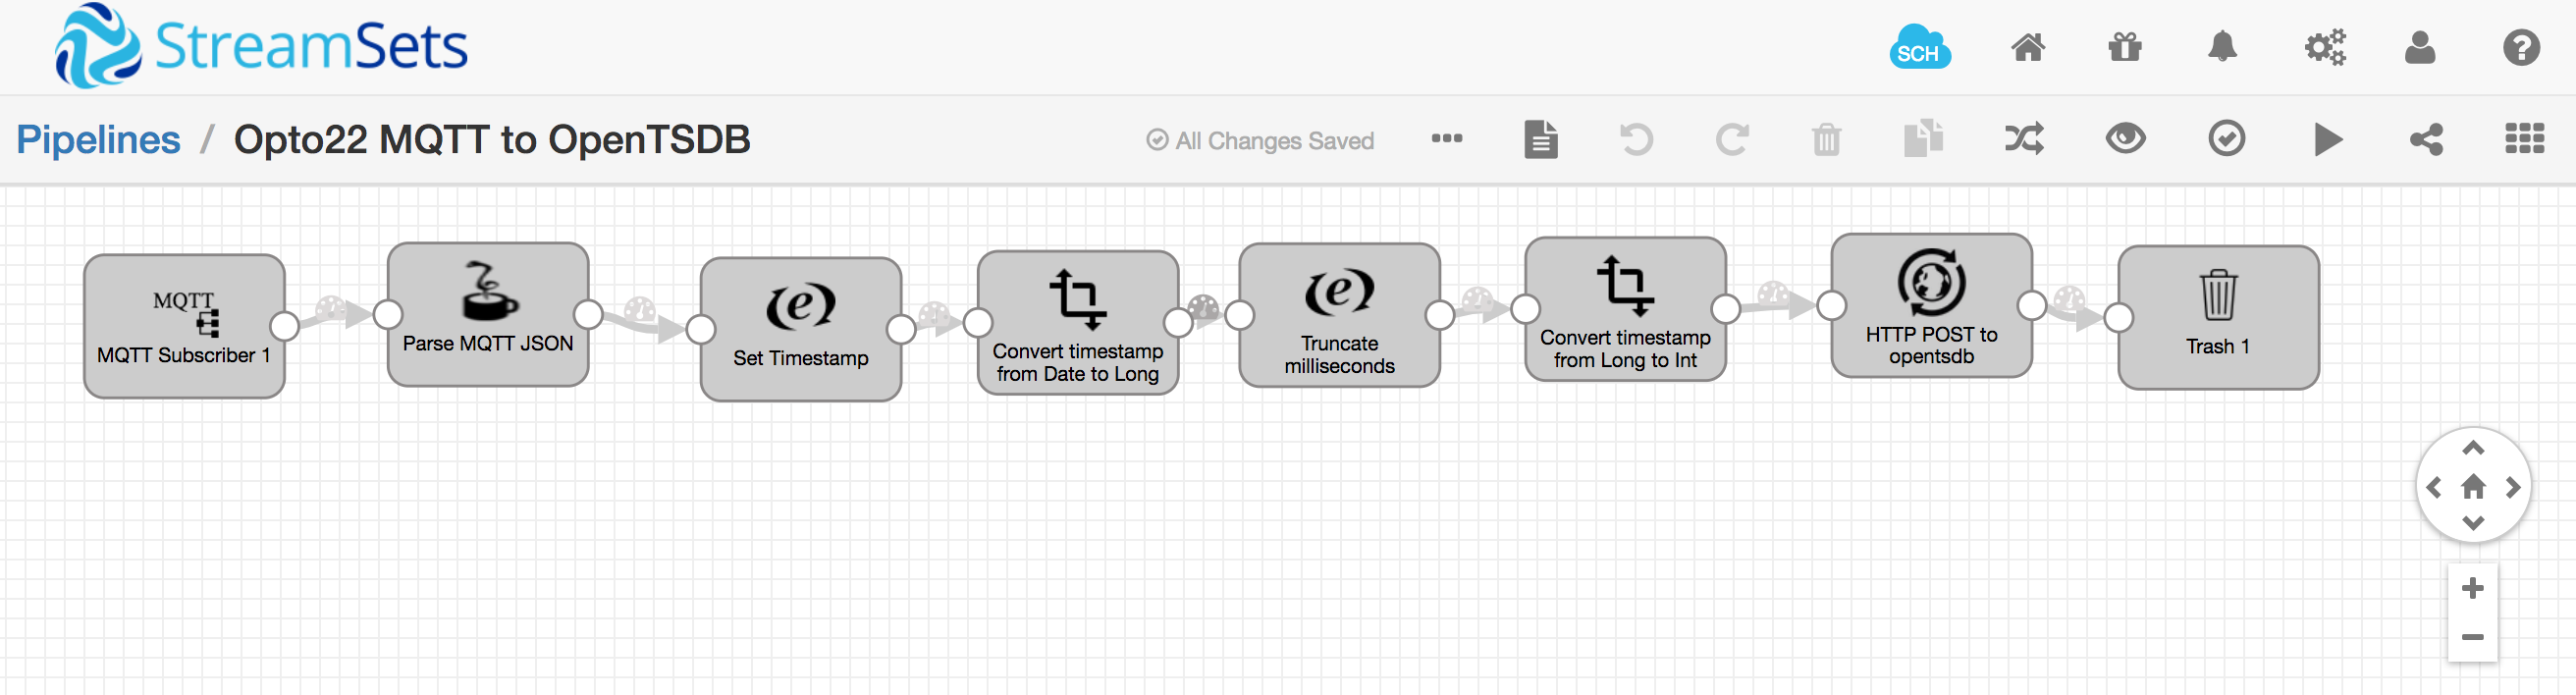 StreamSets
SCH
Pipelines / Opto22 MQTT to OpenTSDB
All Changes Saved
MQTT
MQTT Subscriber 1
Parse MQTT JSON
Set Timestamp
Convert timestamp
from Date to Long
Truncate
milliseconds
Convert timestamp
from Long to Int
HTTP POST to
opentsdb
Trash 1